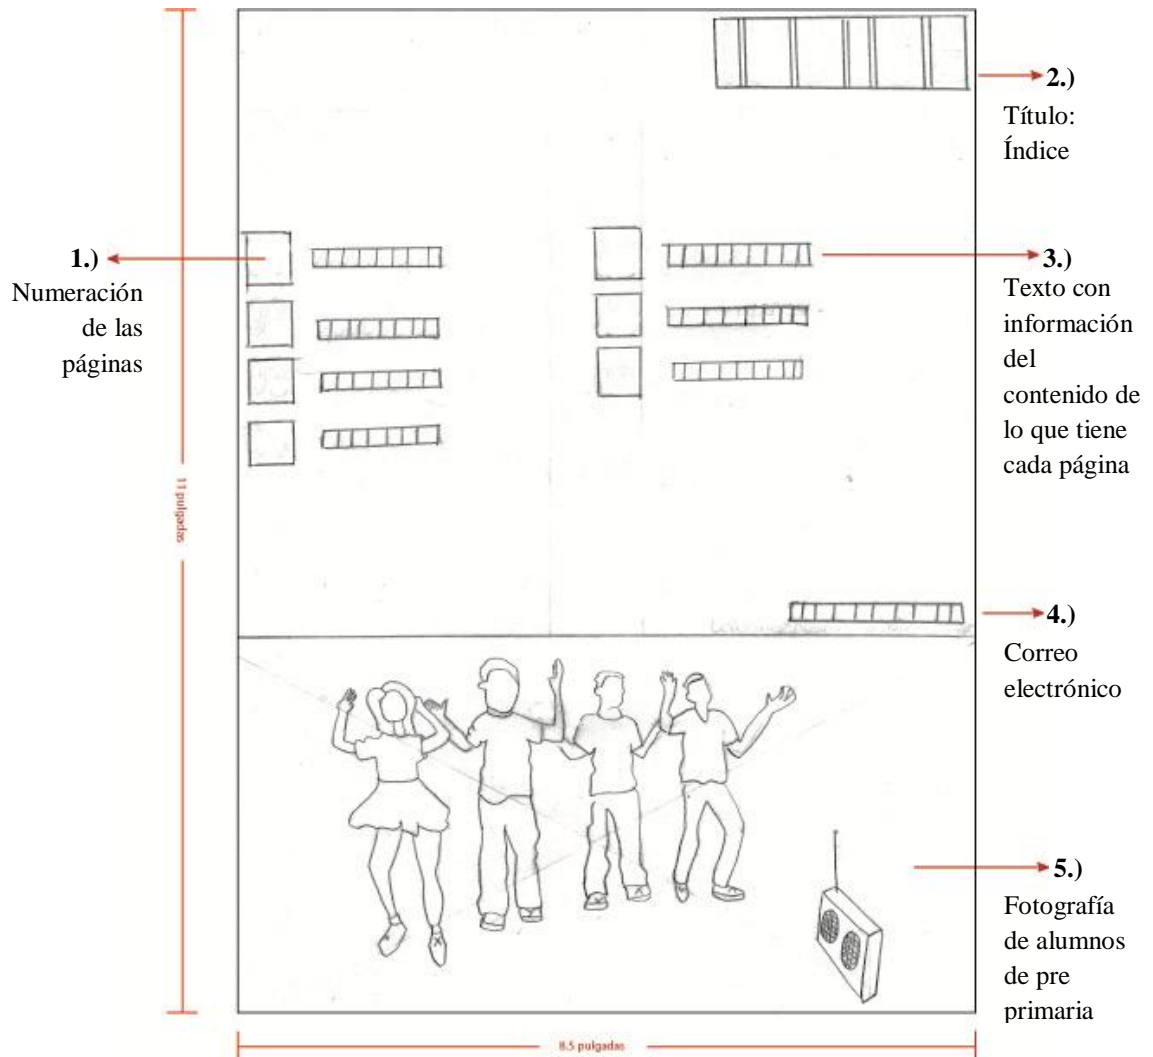 2.)
Título:
Índice
1.)
Numeración
de las
páginas
3.)
Texto con
información
del
contenido de
lo que tiene
cada página
11 pulgadas
4.)
Correo
electrónico
5.)
Fotografía
de alumnos
de pre
primaria
8.5 pulgadas